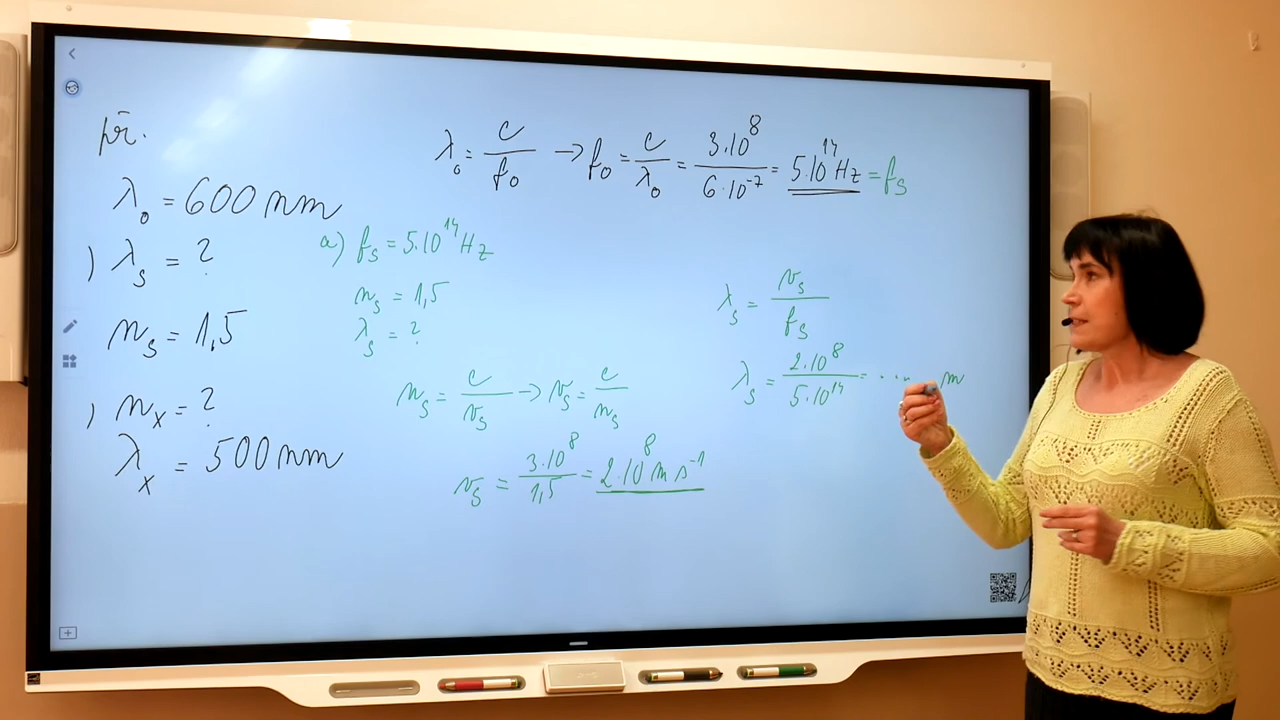 př.
λ₀ = 600 nm
) λₛ = ?
nₛ = 1,5
) nₓ = ?
λₓ = 500 nm
λ₀ = c / f₀ → f₀ = c / λ₀ = 3·10⁸ / 6·10⁻⁷ = 5·10¹⁴ Hz = fₛ
a) fₛ = 5·10¹⁴ Hz
nₛ = 1,5
λₛ = ?
nₛ = c / vₛ → vₛ = c / nₛ
vₛ = 3·10⁸ / 1,5 = 2·10⁸ m s⁻¹
λₛ = vₛ / fₛ
λₛ = 2·10⁸ / 5·10¹⁴ = ... m